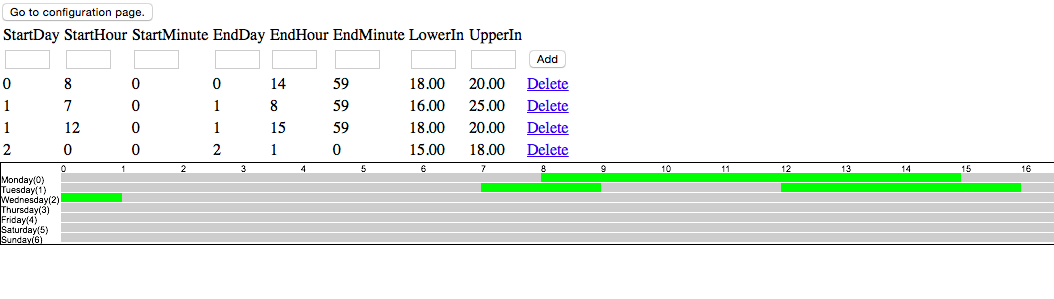 Go to configuration page.
StartDay StartHour StartMinute EndDay EndHour EndMinute LowerIn UpperIn
Add
0 8 0 0 14 59 18.00 20.00 Delete
1 7 0 1 8 59 16.00 25.00 Delete
1 12 0 1 15 59 18.00 20.00 Delete
2 0 0 2 1 0 15.00 18.00 Delete
0 1 2 3 4 5 6 7 8 9 10 11 12 13 14 15 16
Monday(0)
Tuesday(1)
Wednesday(2)
Thursday(3)
Friday(4)
Saturday(5)
Sunday(6)